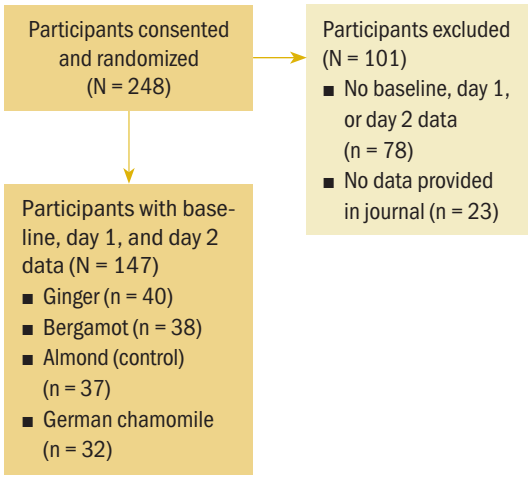 Participants consented
and randomized
(N = 248)
Participants excluded
(N = 101)
■ No baseline, day 1,
or day 2 data
(n = 78)
■ No data provided
in journal (n = 23)
Participants with base-
line, day 1, and day 2
data (N = 147)
■ Ginger (n = 40)
■ Bergamot (n = 38)
■ Almond (control)
(n = 37)
■ German chamomile
(n = 32)